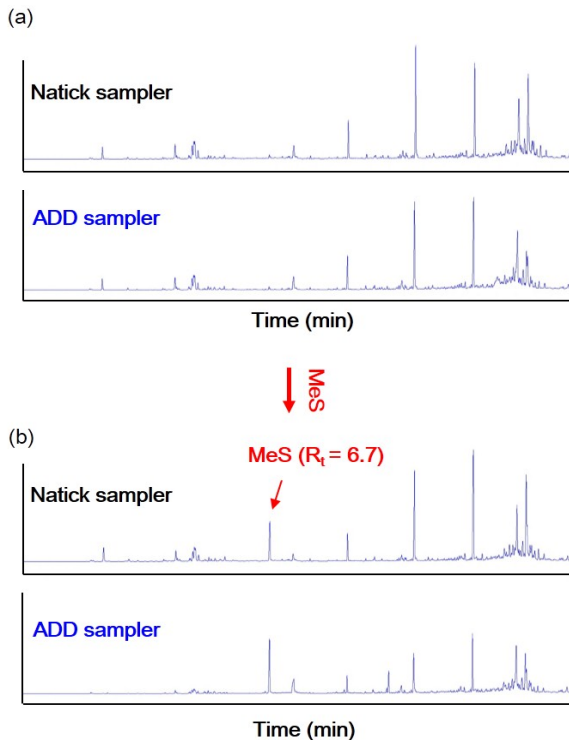 (a)
Natick sampler
ADD sampler
Time (min)
MeS
(b)
MeS (Rt = 6.7)
Natick sampler
ADD sampler
Time (min)